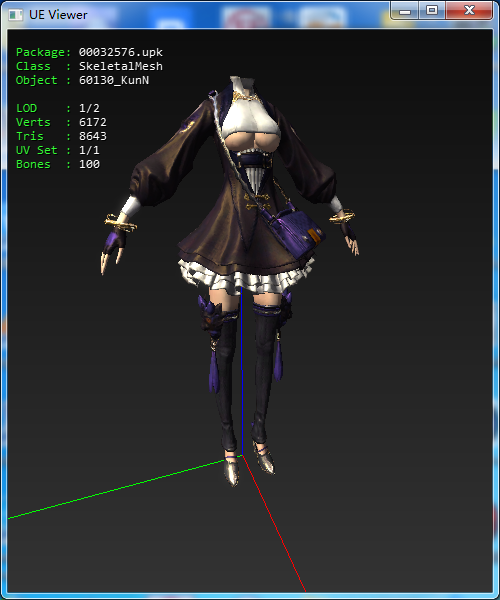 UE Viewer
Package: 00032576.upk
Class : SkeletalMesh
Object : 60130_KunN
LOD : 1/2
Verts : 6172
Tris : 8643
UV Set : 1/1
Bones : 100